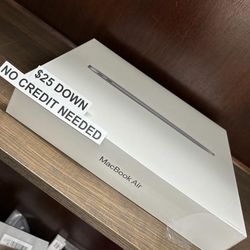 $25 DOWN
NO CREDIT NEEDED
MacBook Air